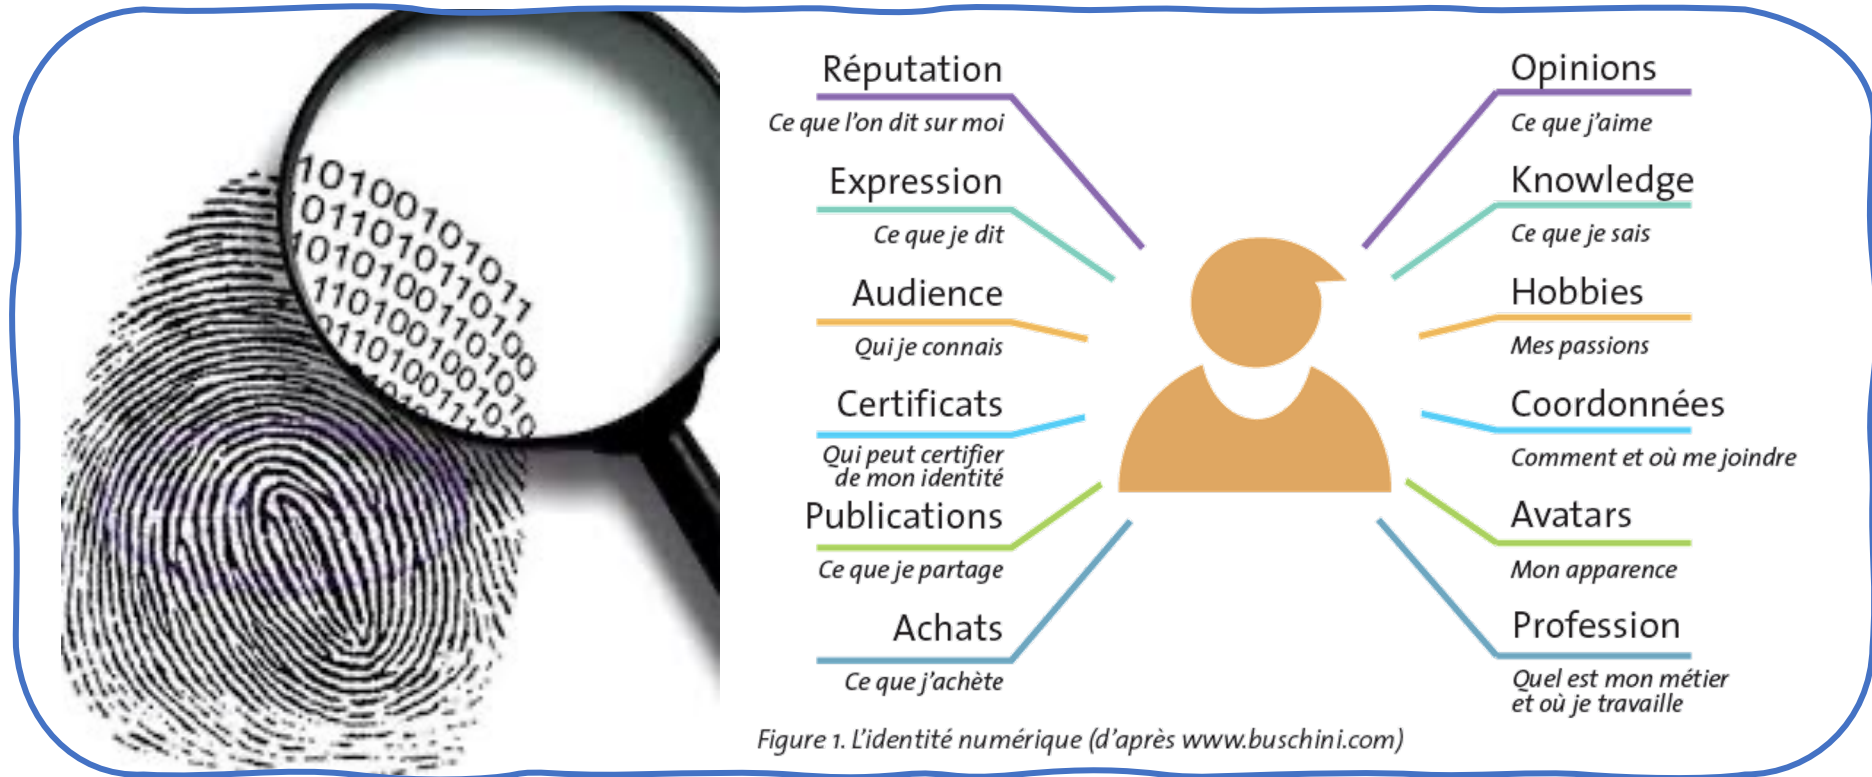 10100101011
1011010110100
1010100110100
Réputation
Ce que l'on dit sur moi
Expression
Ce que je dit
Audience
Qui je connais
Certificats
Qui peut certifier
de mon identité
Publications
Ce que je partage
Achats
Ce que j'achète
Opinions
Ce que j'aime
Knowledge
Ce que je sais
Hobbies
Mes passions
Coordonnées
Comment et où me joindre
Avatars
Mon apparence
Profession
Quel est mon métier
et où je travaille
Figure 1. L'identité numérique (d'après www.buschini.com)